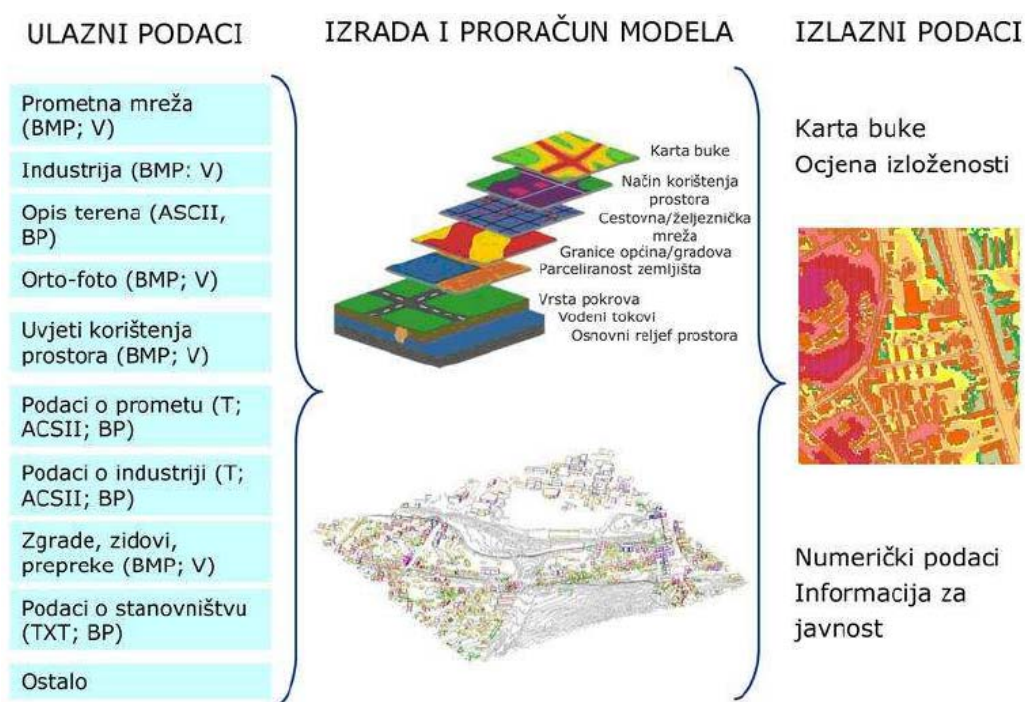 ULAZNI PODACI
Prometna mreža
(BMP; V)
Industrija (BMP: V)
Opis terena (ASCII,
BP)
Orto-foto (BMP; V)
Uvjeti korištenja
prostora (BMP; V)
Podaci o prometu (T;
ACSII; BP)
Podaci o industriji (T;
ACSII; BP)
Zgrade, zidovi,
prepreke (BMP; V)
Podaci o stanovništvu
(TXT; BP)
Ostalo
IZRADA I PRORAČUN MODELA
Karta buke
Način korištenja
prostora
Cestovna/željeznička
mreža
Granice općina/gradova
Parceliranost zemljišta
Vrsta pokrova
Vodeni tokovi
Osnovni reljef prostora
IZLAZNI PODACI
Karta buke
Ocjena izloženosti
Numerički podaci
Informacija za
javnost